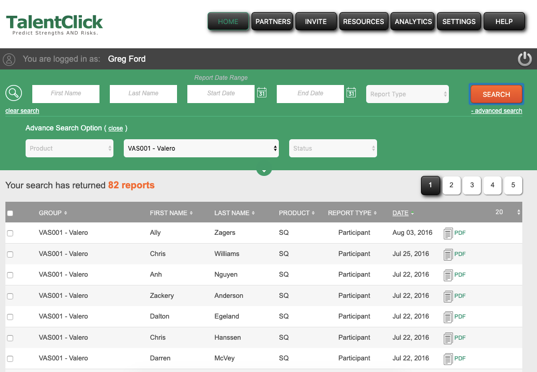 TalentClick
Predict Strengths AND Risks.
HOME PARTNERS INVITE RESOURCES ANALYTICS SETTINGS HELP
You are logged in as: Greg Ford
Report Date Range
First Name Last Name Start Date 31 End Date 31 Report Type SEARCH
clear search - advanced search
Advance Search Option ( close )
Product VAS001 - Valero Status
Your search has returned 82 reports 1 2 3 4 5
GROUP FIRST NAME LAST NAME PRODUCT REPORT TYPE DATE 20
VAS001 - Valero Ally Zagers SQ Participant Aug 03, 2016 PDF
VAS001 - Valero Chris Williams SQ Participant Jul 25, 2016 PDF
VAS001 - Valero Anh Nguyen SQ Participant Jul 22, 2016 PDF
VAS001 - Valero Zackery Anderson SQ Participant Jul 22, 2016 PDF
VAS001 - Valero Dalton Egeland SQ Participant Jul 22, 2016 PDF
VAS001 - Valero Chris Hanssen SQ Participant Jul 22, 2016 PDF
VAS001 - Valero Darren McVey SQ Participant Jul 22, 2016 PDF